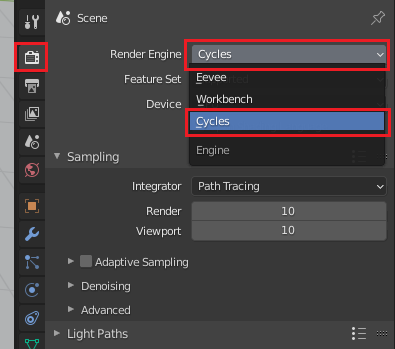 Scene
Render Engine Cycles
Feature Set
Eevee
Device
Workbench
Cycles
Engine
Sampling
Integrator Path Tracing
Render 10
Viewport 10
Adaptive Sampling
Denoising
Advanced
Light Paths